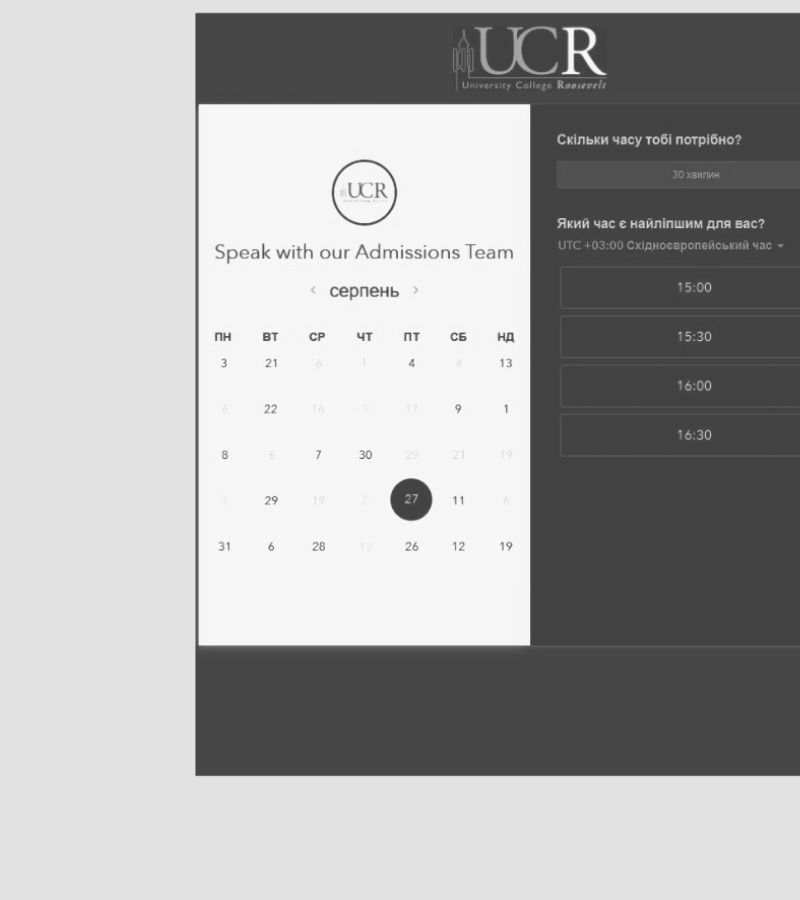 UCR
University College Roosevelt
UCR
Speak with our Admissions Team
‹ серпень ›
ПН ВТ СР ЧТ ПТ СБ НД
3 21 6 1 4 4 13
6 22 16 3 17 9 1
8 5 7 30 29 21 19
3 29 19 2 27 11 6
31 6 28 13 26 12 19
Скільки часу тобі потрібно?
30 хвилин
Який час є найліпшим для вас?
UTC +03:00 Східноєвропейський час
15:00
15:30
16:00
16:30